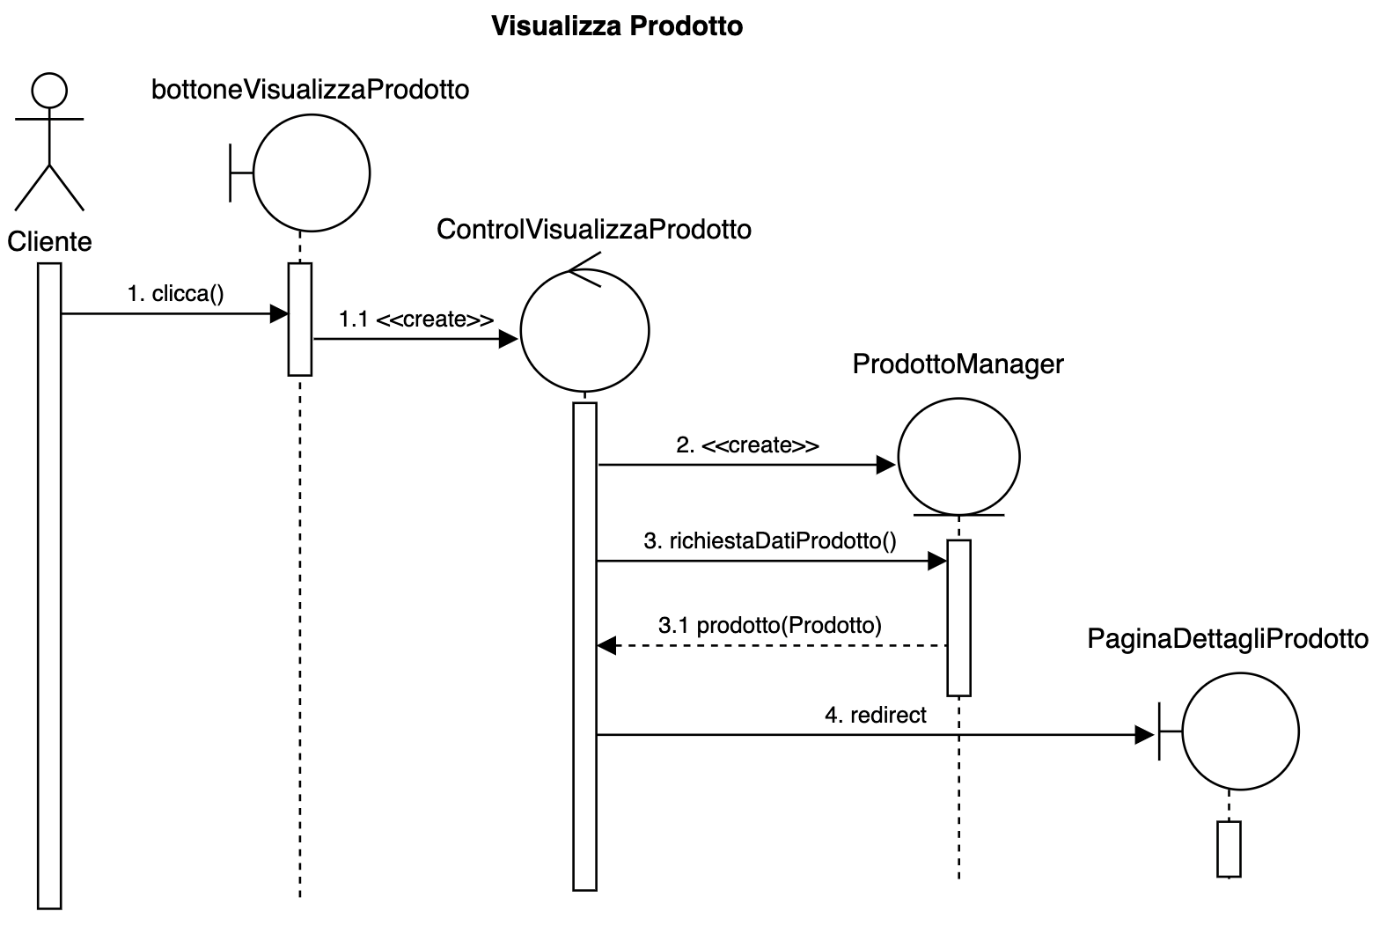 Visualizza Prodotto
bottoneVisualizzaProdotto
Cliente
ControlVisualizzaProdotto
1. clicca()
1.1 <<create>>
ProdottoManager
2. <<create>>
3. richiestaDatiProdotto()
3.1 prodotto(Prodotto)
PaginaDettagliProdotto
4. redirect